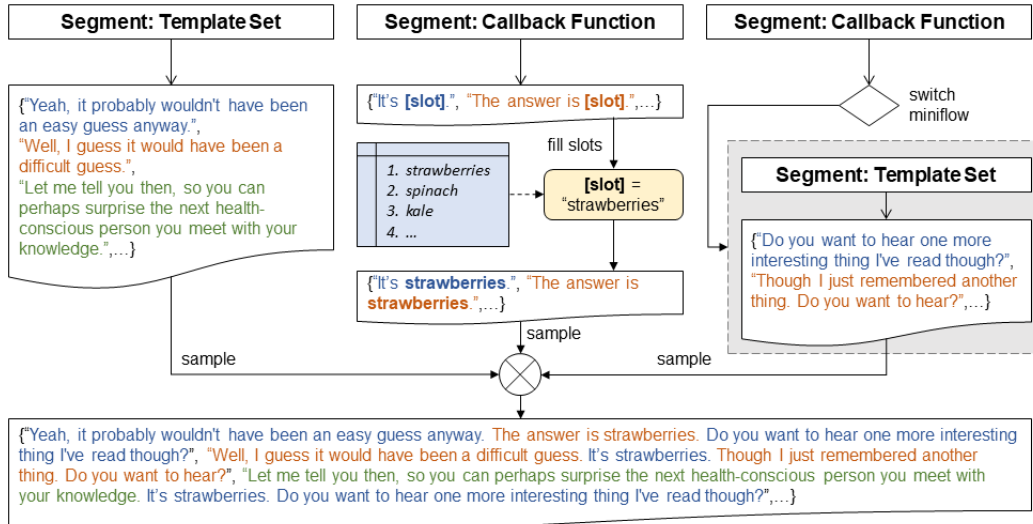 Segment: Template Set
Segment: Callback Function
Segment: Callback Function
{“Yeah, it probably wouldn't have been
an easy guess anyway.”,
“Well, I guess it would have been a
difficult guess.”,
“Let me tell you then, so you can
perhaps surprise the next health-
conscious person you meet with your
knowledge.”,…}
{“It’s [slot].”, “The answer is [slot].”,…}
fill slots
1. strawberries
2. spinach
3. kale
4. ...
[slot] =
“strawberries”
{“It’s strawberries.”, “The answer is
strawberries.”,…}
switch
miniflow
Segment: Template Set
{“Do you want to hear one more
interesting thing I've read though?”,
“Though I just remembered another
thing. Do you want to hear?”,…}
sample
sample
sample
{“Yeah, it probably wouldn't have been an easy guess anyway. The answer is strawberries. Do you want to hear one more interesting
thing I've read though?”, “Well, I guess it would have been a difficult guess. It’s strawberries. Though I just remembered another
thing. Do you want to hear?”, “Let me tell you then, so you can perhaps surprise the next health-conscious person you meet with
your knowledge. It’s strawberries. Do you want to hear one more interesting thing I've read though?”,…}